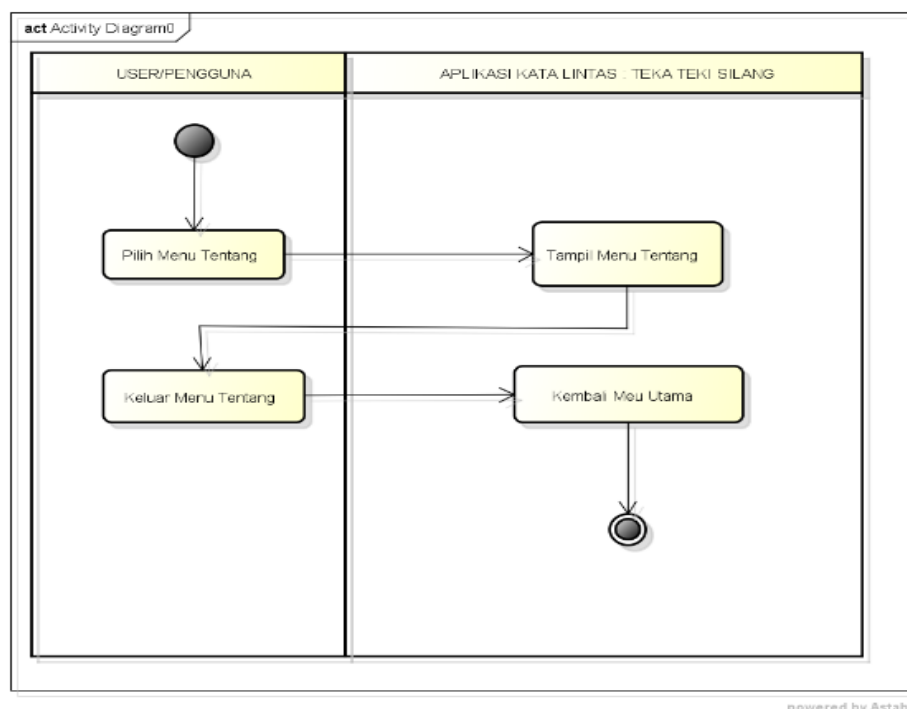 act Activity Diagram0
USER/PENGGUNA
APLIKASI KATA LINTAS : TEKA TEKI SILANG
Pilih Menu Tentang
Tampil Menu Tentang
Keluar Menu Tentang
Kembali Meu Utama
powered by Astah